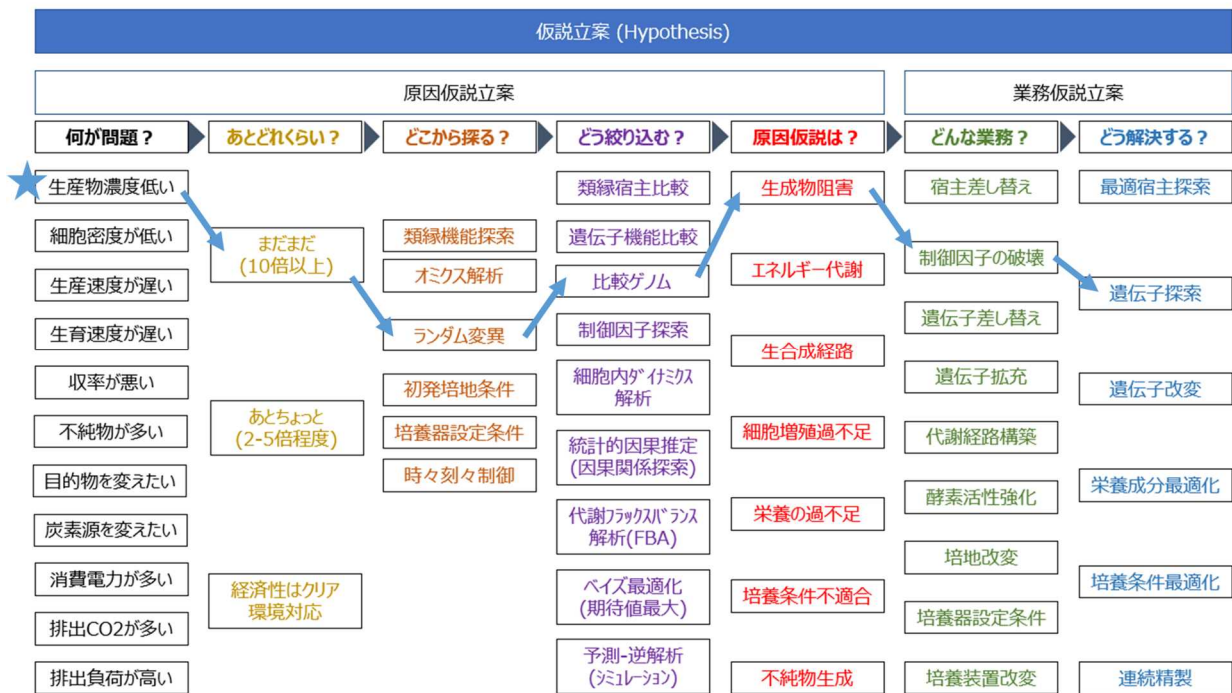 仮説立案 (Hypothesis)
原因仮説立案
業務仮説立案
何が問題？
あとどれくらい？
どこから探る？
どう絞り込む？
原因仮説は？
どんな業務？
どう解決する？
生産物濃度低い
細胞密度が低い
生産速度が遅い
生育速度が遅い
収率が悪い
不純物が多い
目的物を変えたい
炭素源を変えたい
消費電力が多い
排出CO2が多い
排出負荷が高い
まだまだ
(10倍以上)
あとちょっと
(2-5倍程度)
経済性はクリア
環境対応
類縁機能探索
オミクス解析
ランダム変異
初発培地条件
培養器設定条件
時々刻々制御
類縁宿主比較
遺伝子機能比較
比較ゲノム
制御因子探索
細胞内ﾀﾞｲﾅﾐｸｽ
解析
統計的因果推定
(因果関係探索)
代謝ﾌﾗｯｸｽﾊﾞﾗﾝｽ
解析(FBA)
ベイズ最適化
(期待値最大)
予測-逆解析
(ｼﾐｭﾚｰｼｮﾝ)
生成物阻害
エネルギー代謝
生合成経路
細胞増殖過不足
栄養の過不足
培養条件不適合
不純物生成
宿主差し替え
制御因子の破壊
遺伝子差し替え
遺伝子拡充
代謝経路構築
酵素活性強化
培地改変
培養器設定条件
培養装置改変
最適宿主探索
遺伝子探索
遺伝子改変
栄養成分最適化
培養条件最適化
連続精製